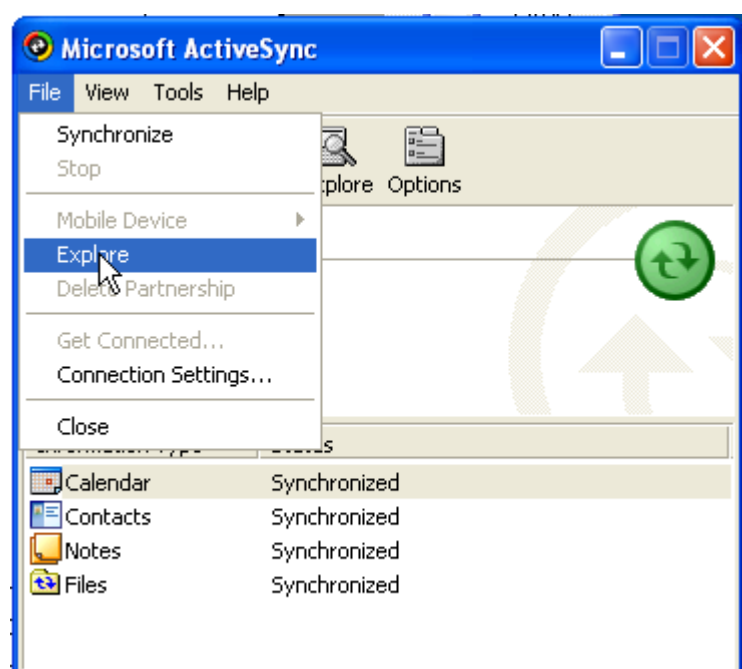 Microsoft ActiveSync
File View Tools Help
Synchronize
Stop
Options
Mobile Device
Explore
Delete Partnership
Get Connected...
Connection Settings...
Close
Calendar Synchronized
Contacts Synchronized
Notes Synchronized
Files Synchronized